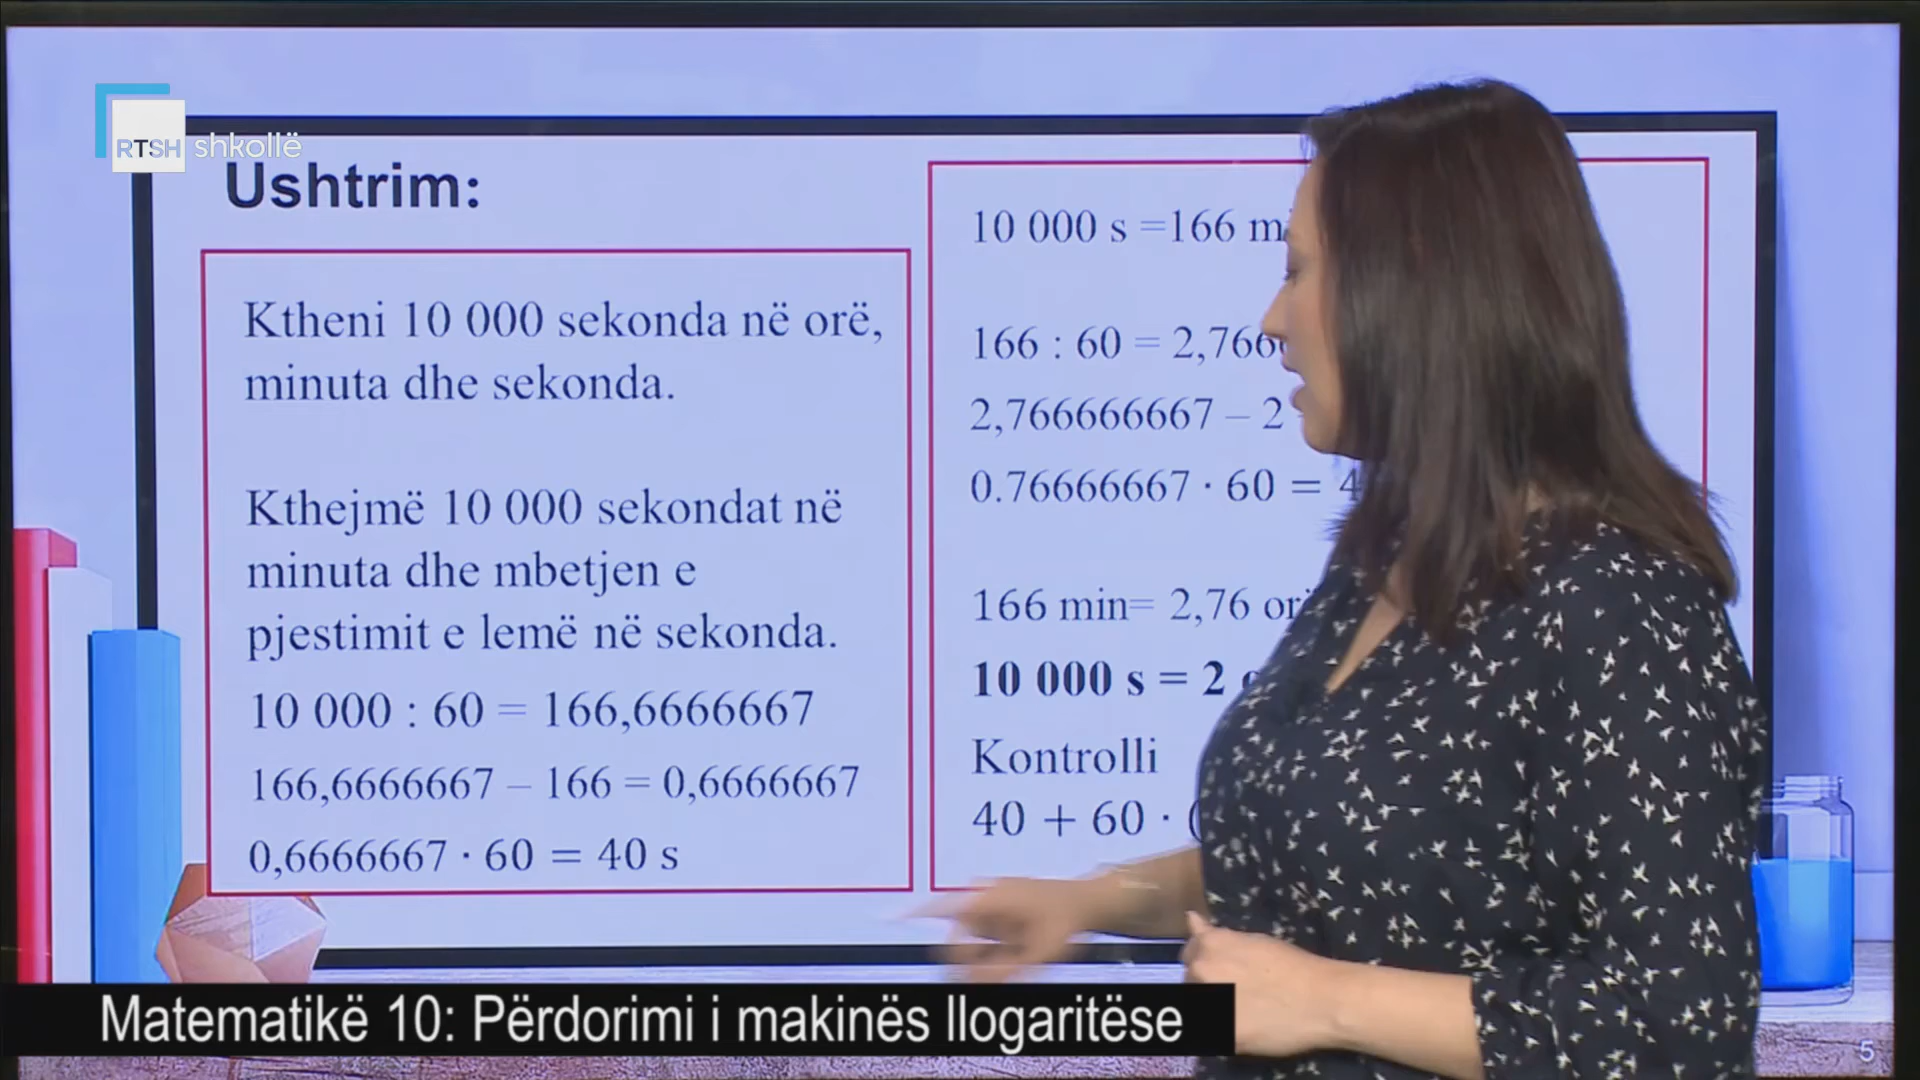 RTSH shkollë
Ushtrim:
Ktheni 10 000 sekonda në orë,
minuta dhe sekonda.
Kthejmë 10 000 sekondat në
minuta dhe mbetjen e
pjestimit e lemë në sekonda.
10 000 : 60 = 166,6666667
166,6666667 – 166 = 0,6666667
0,6666667 · 60 = 40 s
10 000 s =166
166 : 60 = 2,766
2,766666667 – 2
0.76666667 · 60 = 4
166 min= 2,76
10 000 s = 2
Kontrolli
40 + 60 ·
Matematikë 10: Përdorimi i makinës llogaritëse
5